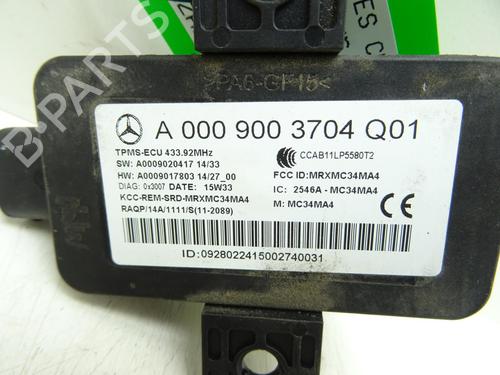 >PA6-GF15<
A 000 900 3704 Q01
TPMS-ECU 433.92MHz
SW: A0009020417 14/33
HW: A0009017803 14/27_00
DIAG: 0x3007 DATE: 15W33
KCC-REM-SRD-MRXMC34MA4
RAQP/14A/1111/S(11-2089)
CCAB11LP5580T2
FCC ID:MRXMC34MA4
IC: 2546A - MC34MA4
M: MC34MA4
CE
ID:0928022415002740031
B-PARTS